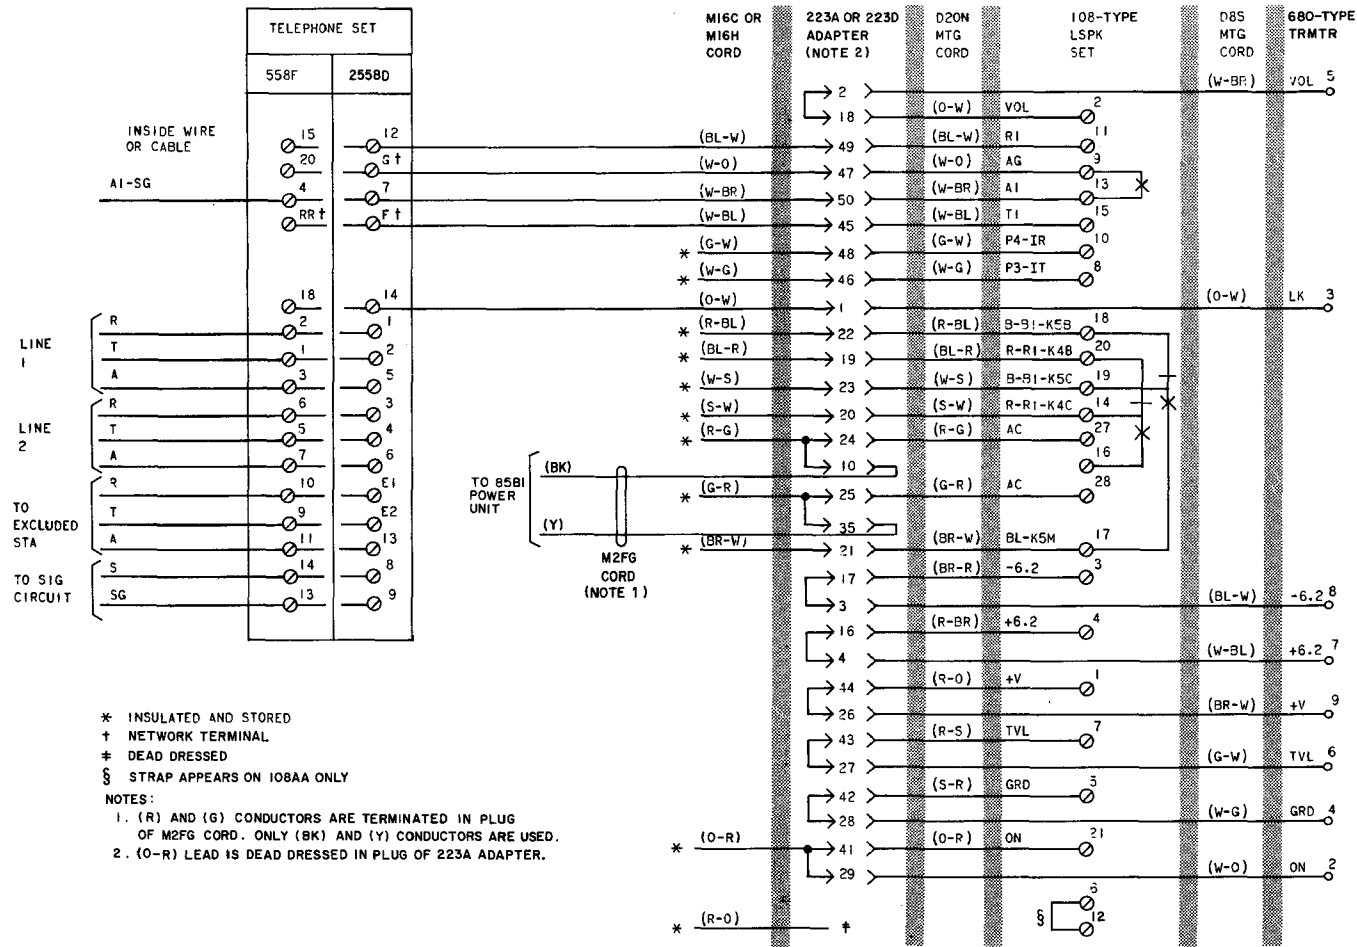 TELEPHONE SET
558F 2558D
M16C OR M16H CORD
223A OR 223D ADAPTER (NOTE 2)
D20N MTG CORD
108-TYPE LSPK SET
D8S MTG CORD
680-TYPE TRMTR
2 (W-BR) VOL 5
18 (O-W) VOL 2
INSIDE WIRE OR CABLE
15 12 (BL-W) 49 (BL-W) R1 11
20 G† (W-O) 47 (W-O) AG 9
A1-SG 4 7 (W-BR) 50 (W-BR) A1 13
RR† F† (W-BL) 45 (W-BL) T1 15
* (G-W) 48 (G-W) P4-1R 10
* (W-G) 46 (W-G) P3-1T 8
18 14 (O-W) 1 (O-W) LK 3
LINE 1
R 2 1 * (R-BL) 22 (R-BL) B-B1-K5B 18
T 1 2 * (BL-R) 19 (BL-R) R-R1-K4B 20
A 3 5 * (W-S) 23 (W-S) B-B1-K5C 19
LINE 2
R 6 3 * (S-W) 20 (S-W) R-R1-K4C 14
T 5 4 * (R-G) 24 (R-G) AC 27
A 7 6 (BK) 10 16
TO 85B1 POWER UNIT
TO EXCLUDED STA
R 10 E1 * (G-R) 25 (G-R) AC 28
T 9 E2 (Y) 35
A 11 13 * (BR-W) 21 (BR-W) BL-K5M 17
M2FG CORD (NOTE 1)
TO SIG CIRCUIT
S 14 8 17 (BR-R) -6.2 3
SG 13 9 3 (BL-W) -6.2 8
16 (R-BR) +6.2 4
4 (W-BL) +6.2 7
44 (R-O) +V 1
26 (BR-W) +V 9
43 (R-S) TVL 7
27 (G-W) TVL 6
42 (S-R) GRD 5
28 (W-G) GRD 4
* (O-R) 41 (O-R) ON 21
29 (W-O) ON 2
§ 6
12
* (R-O) ‡
* INSULATED AND STORED
† NETWORK TERMINAL
‡ DEAD DRESSED
§ STRAP APPEARS ON 108AA ONLY
NOTES:
1. (R) AND (G) CONDUCTORS ARE TERMINATED IN PLUG
OF M2FG CORD. ONLY (BK) AND (Y) CONDUCTORS ARE USED.
2. (O-R) LEAD IS DEAD DRESSED IN PLUG OF 223A ADAPTER.